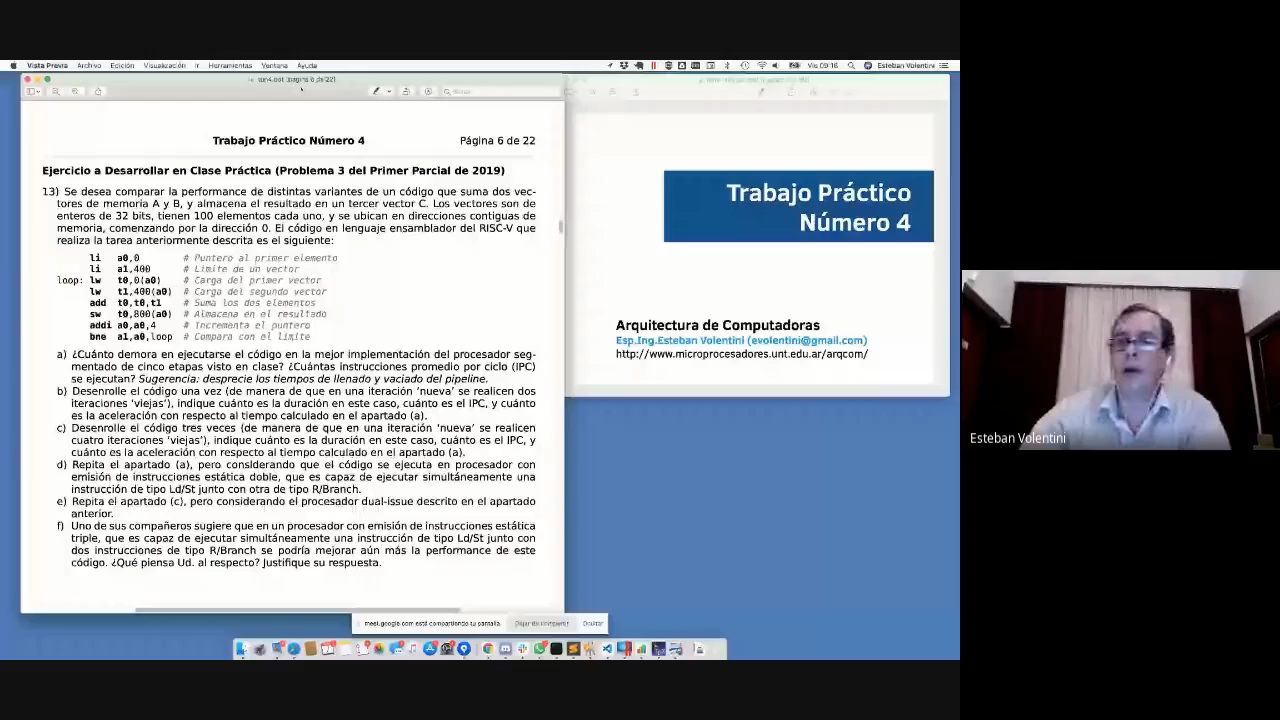 Vista Previa Archivo Edición Visualización Ir Herramientas Ventana Ayuda
Vie 09:16 Esteban Valentini
Trabajo Práctico Número 4 Página 6 de 22
Ejercicio a Desarrollar en Clase Práctica (Problema 3 del Primer Parcial de 2019)
13) Se desea comparar la performance de distintas variantes de un código que suma dos vec-
tores de memoria A y B, y almacena el resultado en un tercer vector C. Los vectores son de
enteros de 32 bits, tienen 100 elementos cada uno, y se ubican en direcciones contiguas de
memoria, comenzando por la dirección 0. El código en lenguaje ensamblador del RISC-V que
realiza la tarea anteriormente descrita es el siguiente:
li a0,0 # Puntero al primer elemento
li a1,400 # Limite de un vector
loop: lw t0,0(a0) # Carga del primer vector
lw t1,400(a0) # Carga del segundo vector
add t0,t0,t1 # Suma los dos elementos
sw t0,800(a0) # Almacena en el resultado
addi a0,a0,4 # Incrementa el puntero
bne a1,a0,loop # Compara con el limite
a) ¿Cuánto demora en ejecutarse el código en la mejor implementación del procesador seg-
mentado de cinco etapas visto en clase? ¿Cuántas instrucciones promedio por ciclo (IPC)
se ejecutan? Sugerencia: desprecie los tiempos de llenado y vaciado del pipeline.
b) Desenrolle el código una vez (de manera de que en una iteración ‘nueva’ se realicen dos
iteraciones ‘viejas’), indique cuánto es la duración en este caso, cuánto es el IPC, y cuánto
es la aceleración con respecto al tiempo calculado en el apartado (a).
c) Desenrolle el código tres veces (de manera de que en una iteración ‘nueva’ se realicen
cuatro iteraciones ‘viejas’), indique cuánto es la duración en este caso, cuánto es el IPC, y
cuánto es la aceleración con respecto al tiempo calculado en el apartado (a).
d) Repita el apartado (a), pero considerando que el código se ejecuta en procesador con
emisión de instrucciones estática doble, que es capaz de ejecutar simultáneamente una
instrucción de tipo Ld/St junto con otra de tipo R/Branch.
e) Repita el apartado (c), pero considerando el procesador dual-issue descrito en el apartado
anterior.
f) Uno de sus compañeros sugiere que en un procesador con emisión de instrucciones estática
triple, que es capaz de ejecutar simultáneamente una instrucción de tipo Ld/St junto con
dos instrucciones de tipo R/Branch se podría mejorar aún más la performance de este
código. ¿Qué piensa Ud. al respecto? Justifique su respuesta.
Trabajo Práctico
Número 4
Arquitectura de Computadoras
Esp.Ing.Esteban Volentini (evolentini@gmail.com)
http://www.microprocesadores.unt.edu.ar/arqcom/
Esteban Volentini
meet.google.com está compartiendo tu pantalla. Dejar de compartir Ocultar